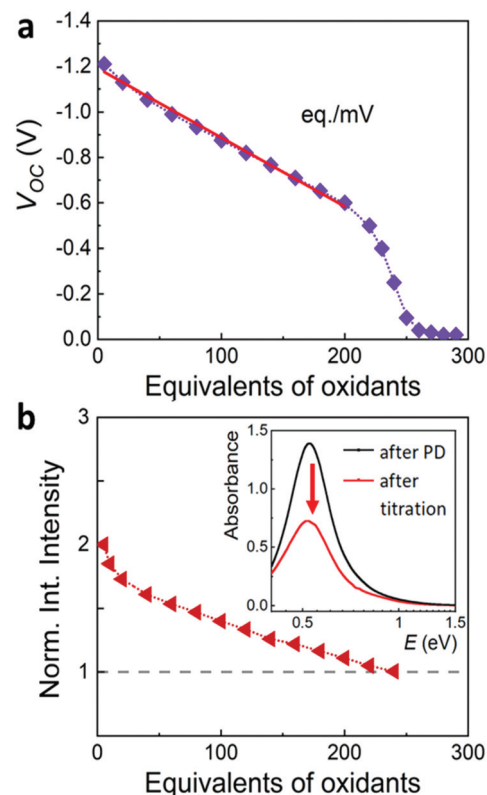 a
-1.4
-1.2
-1.0
-0.8
-0.6
-0.4
-0.2
0.0
V_OC (V)
eq./mV
0 100 200 300
Equivalents of oxidants
b
3
2
1
Norm. Int. Intensity
1.5
1.0
0.5
0.0
Absorbance
after PD
after
titration
0.5 1 1.5
E (eV)
0 100 200 300
Equivalents of oxidants